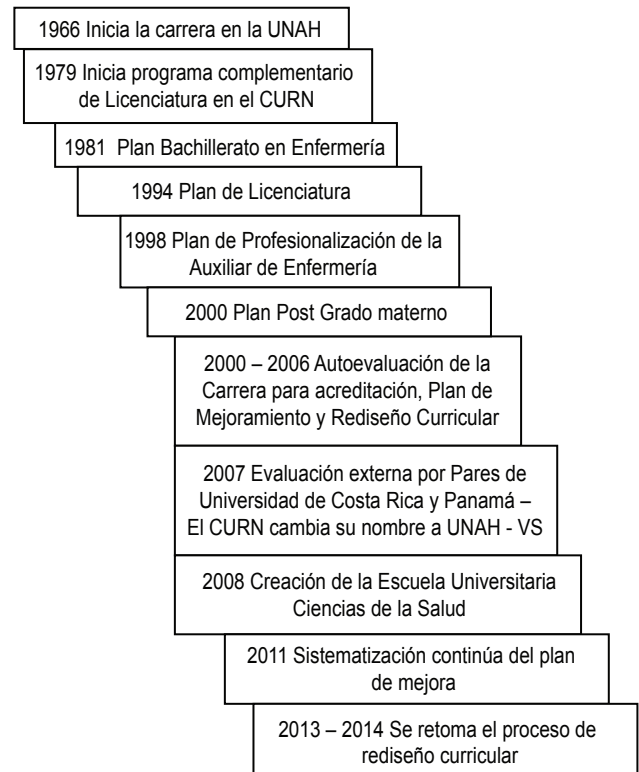 1966 Inicia la carrera en la UNAH
1979 Inicia programa complementario
de Licenciatura en el CURN
1981 Plan Bachillerato en Enfermería
1994 Plan de Licenciatura
1998 Plan de Profesionalización de la
Auxiliar de Enfermería
2000 Plan Post Grado materno
2000 – 2006 Autoevaluación de la
Carrera para acreditación, Plan de
Mejoramiento y Rediseño Curricular
2007 Evaluación externa por Pares de
Universidad de Costa Rica y Panamá –
El CURN cambia su nombre a UNAH - VS
2008 Creación de la Escuela Universitaria
Ciencias de la Salud
2011 Sistematización continúa del plan
de mejora
2013 – 2014 Se retoma el proceso de
rediseño curricular